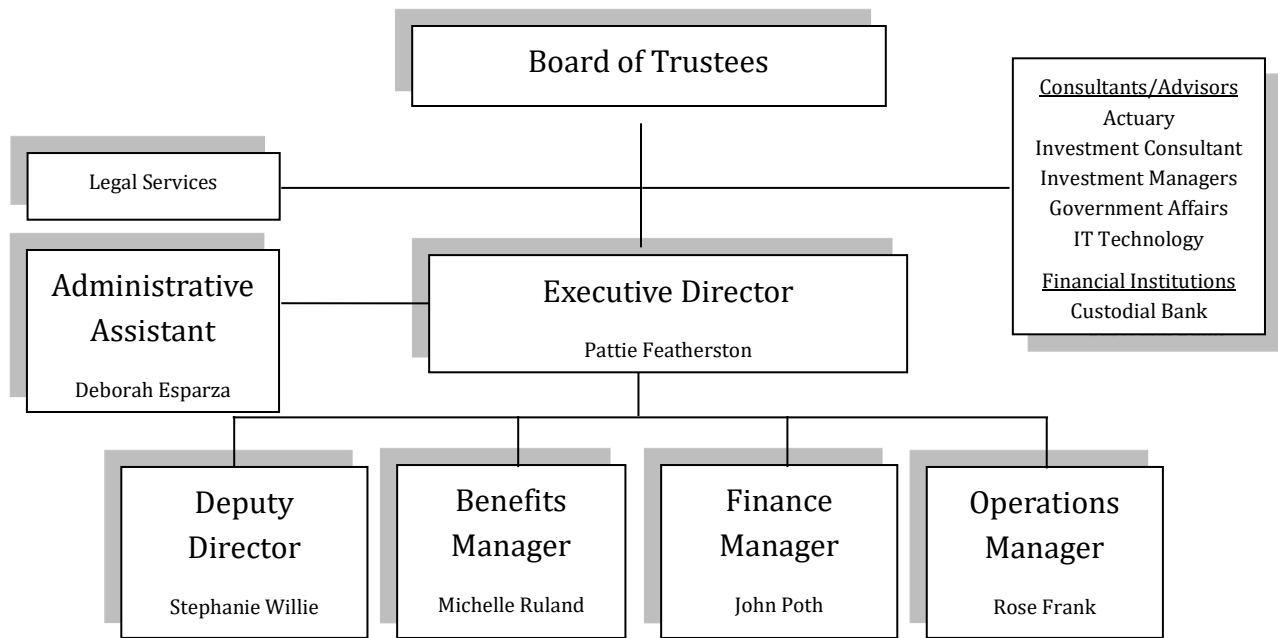 Board of Trustees
Consultants/Advisors
Actuary
Investment Consultant
Investment Managers
Government Affairs
IT Technology
Financial Institutions
Custodial Bank
Legal Services
Administrative
Assistant
Deborah Esparza
Executive Director
Pattie Featherston
Deputy
Director
Stephanie Willie
Benefits
Manager
Michelle Ruland
Finance
Manager
John Poth
Operations
Manager
Rose Frank